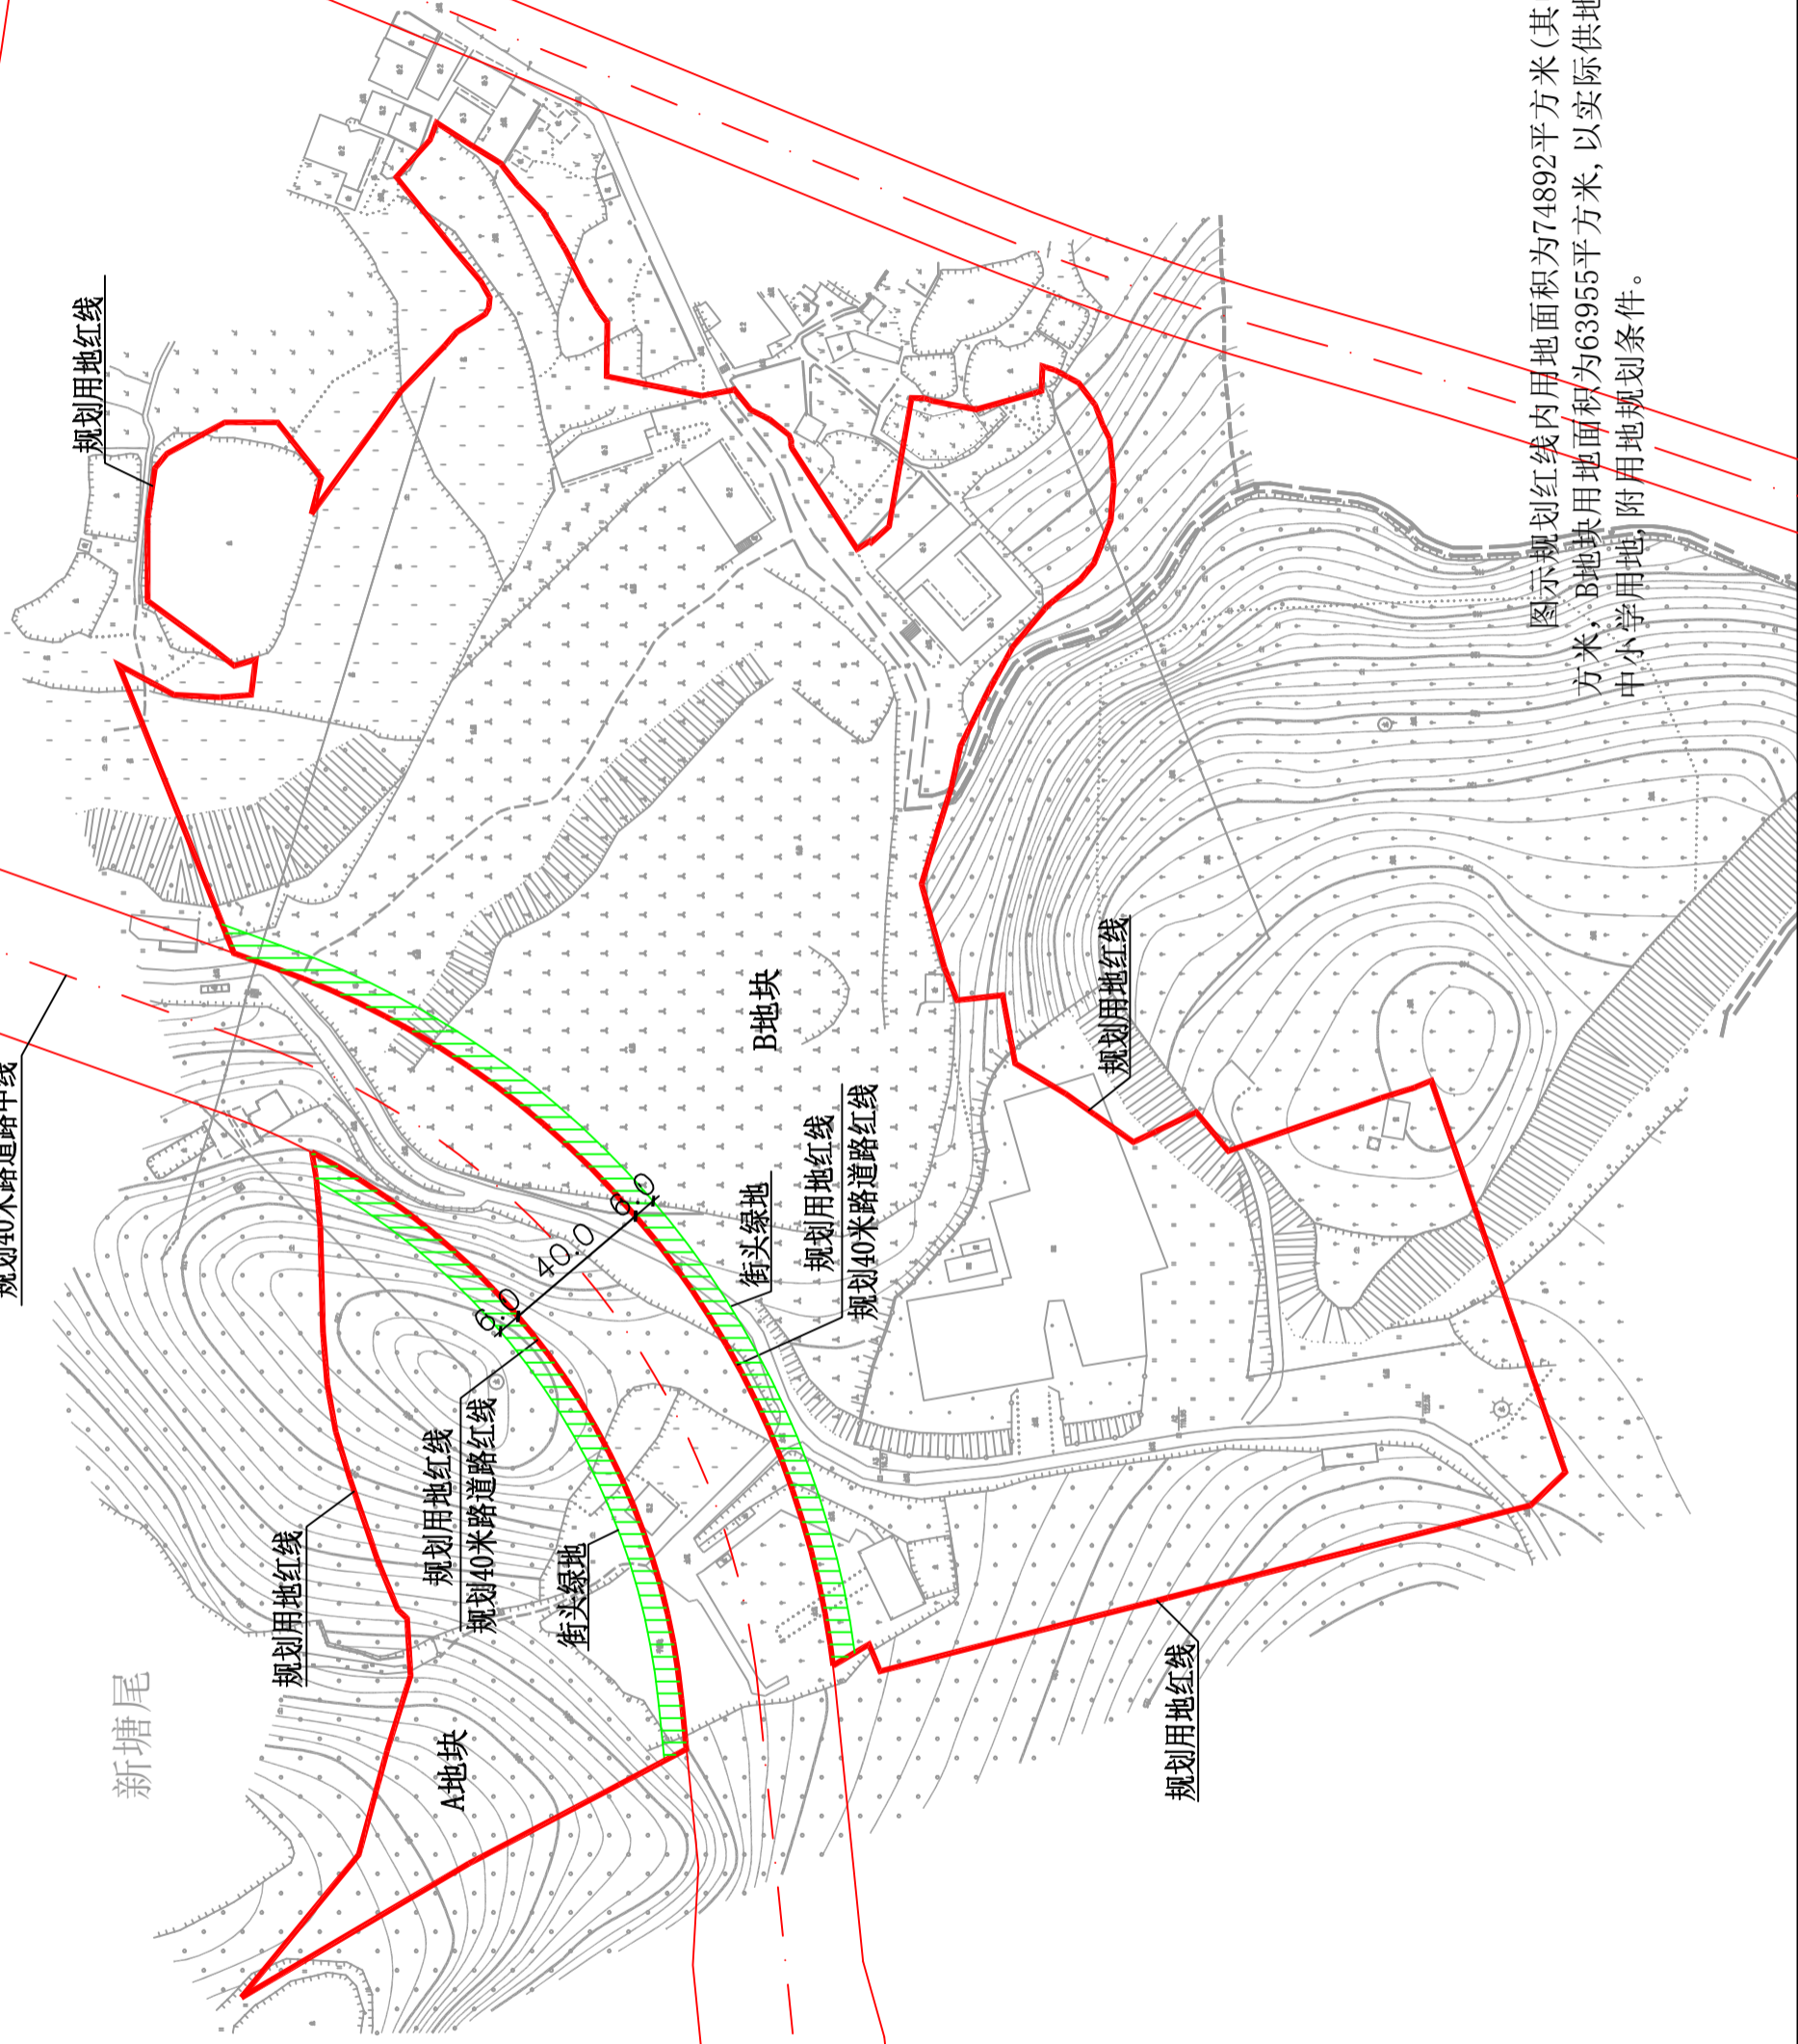 规划40米路道路中线
规划用地红线
新塘尾
规划用地红线
规划用地红线
规划40米路道路红线
街头绿地
A地块
6.0
40.0
6.0
B地块
街头绿地
规划用地红线
规划40米路道路红线
规划用地红线
规划用地红线
图示规划红线内用地面积为74892平方米(其
方米,B地块用地面积为63955平方米,以实际供地
中小学用地,附用地规划条件。